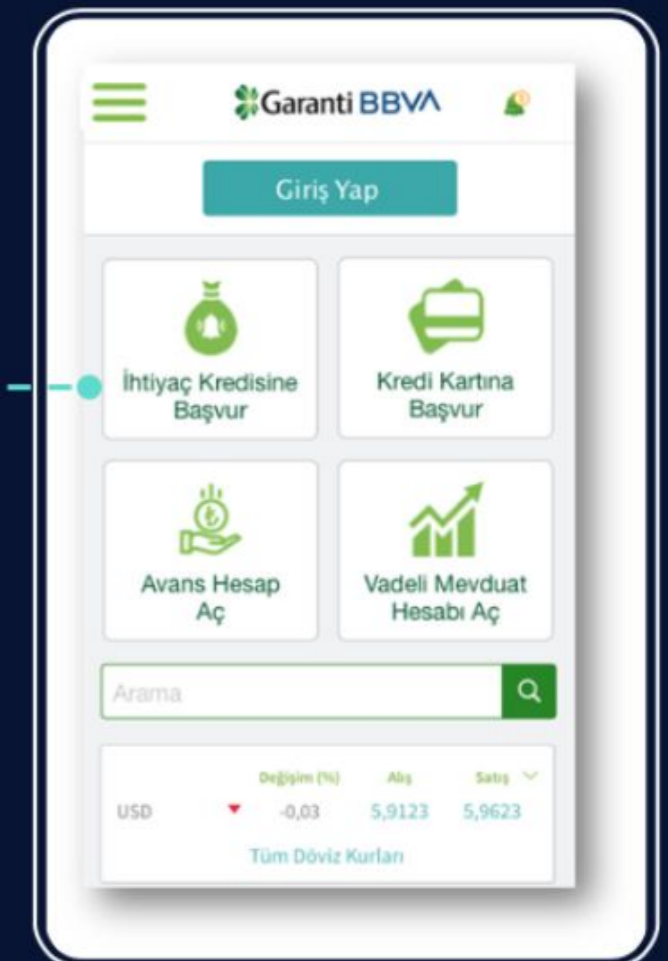 Garanti BBVA
Giriş Yap
İhtiyaç Kredisine
Başvur
Kredi Kartına
Başvur
Avans Hesap
Aç
Vadeli Mevduat
Hesabı Aç
Arama
Değişim (%) Alış Satış
USD -0,03 5,9123 5,9623
Tüm Döviz Kurları